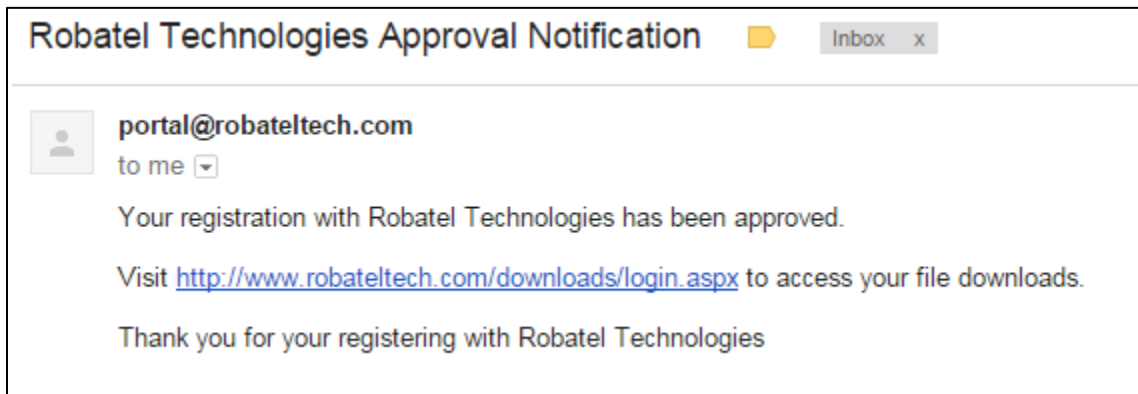 Robatel Technologies Approval Notification Inbox x
portal@robateltech.com
to me
Your registration with Robatel Technologies has been approved.
Visit http://www.robateltech.com/downloads/login.aspx to access your file downloads.
Thank you for your registering with Robatel Technologies